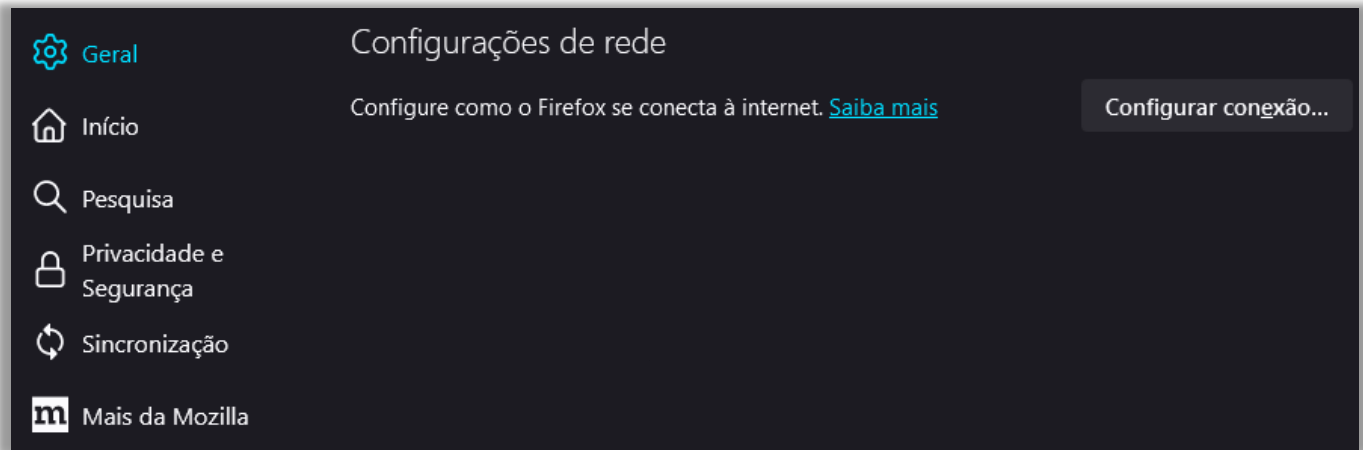 Geral
Início
Pesquisa
Privacidade e
Segurança
Sincronização
m Mais da Mozilla
Configurações de rede
Configure como o Firefox se conecta à internet. Saiba mais
Configurar conexão...